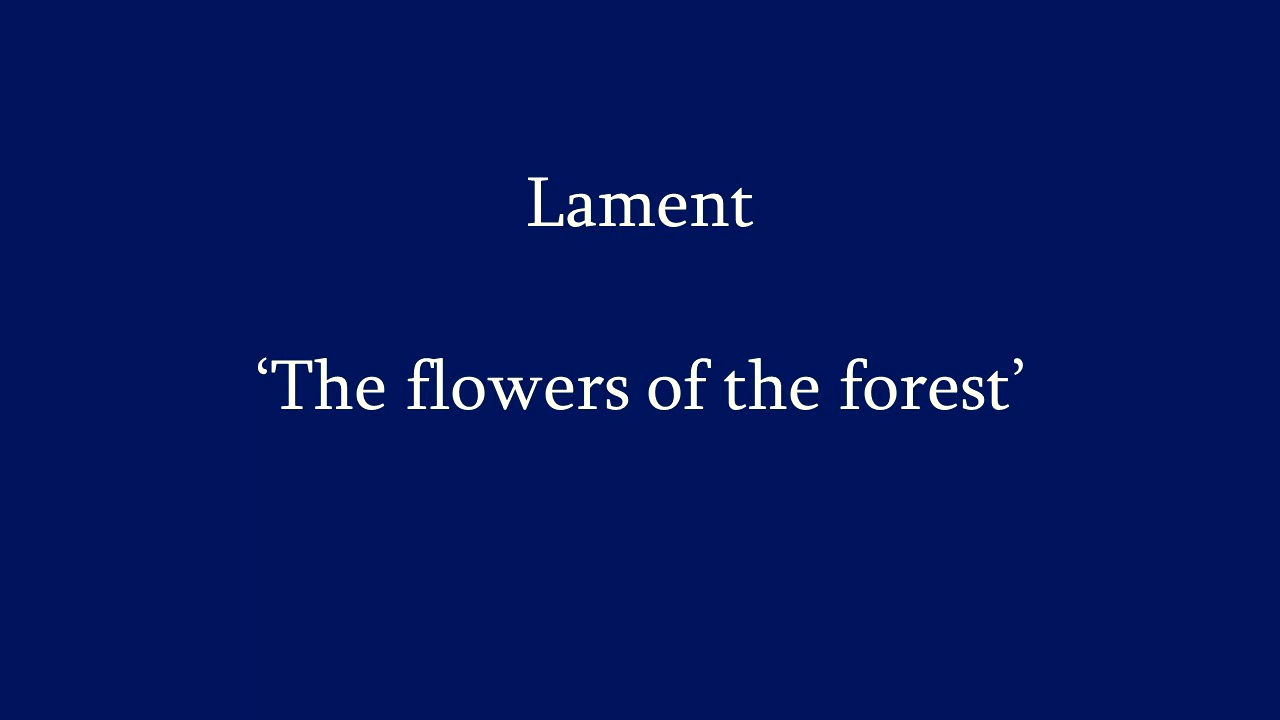 Lament
‘The flowers of the forest’